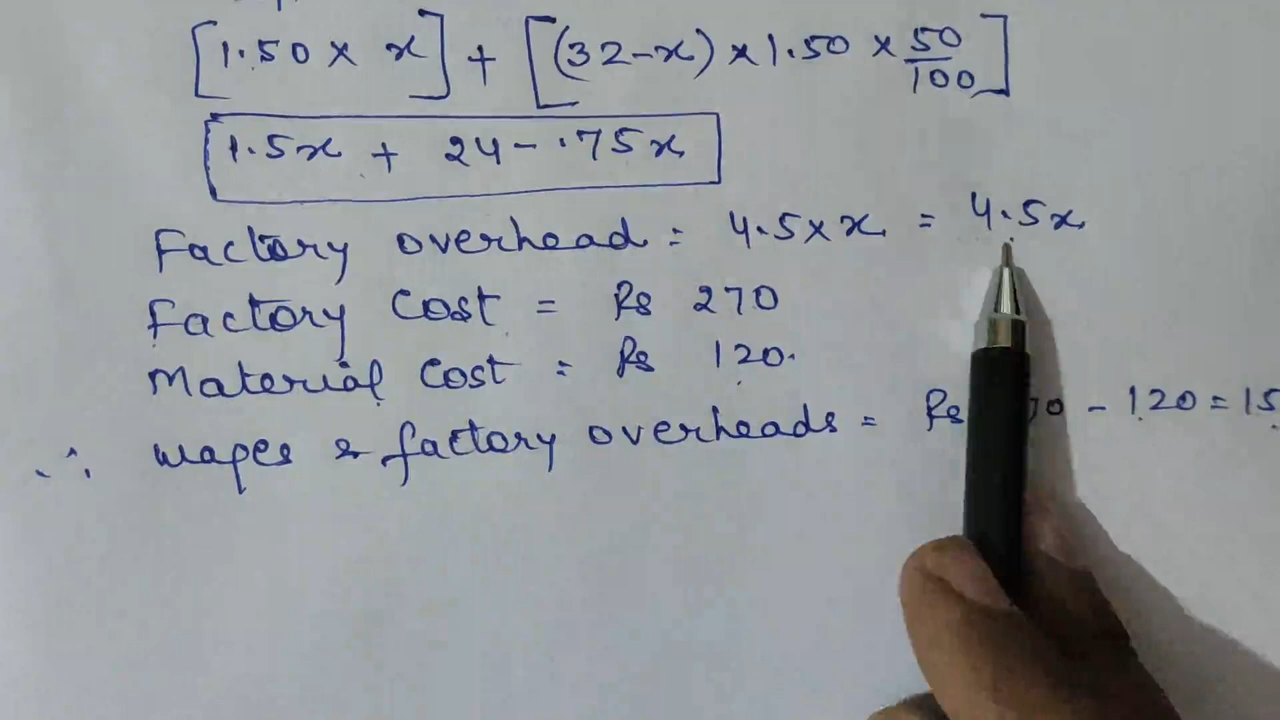 [1.50 × x] + [(32-x) × 1.50 × 50/100]
1.5x + 24 - .75x
Factory overhead = 4.5 × x = 4.5x
Factory Cost = Rs 270
Material Cost = Rs 120.
∴ Wages & factory overheads = Rs - 120 = 15